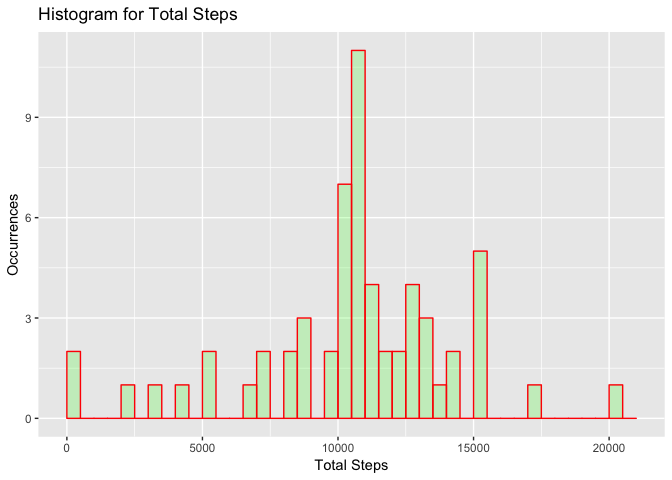 Histogram for Total Steps
Occurrences
9
6
3
0
0 5000 10000 15000 20000
Total Steps